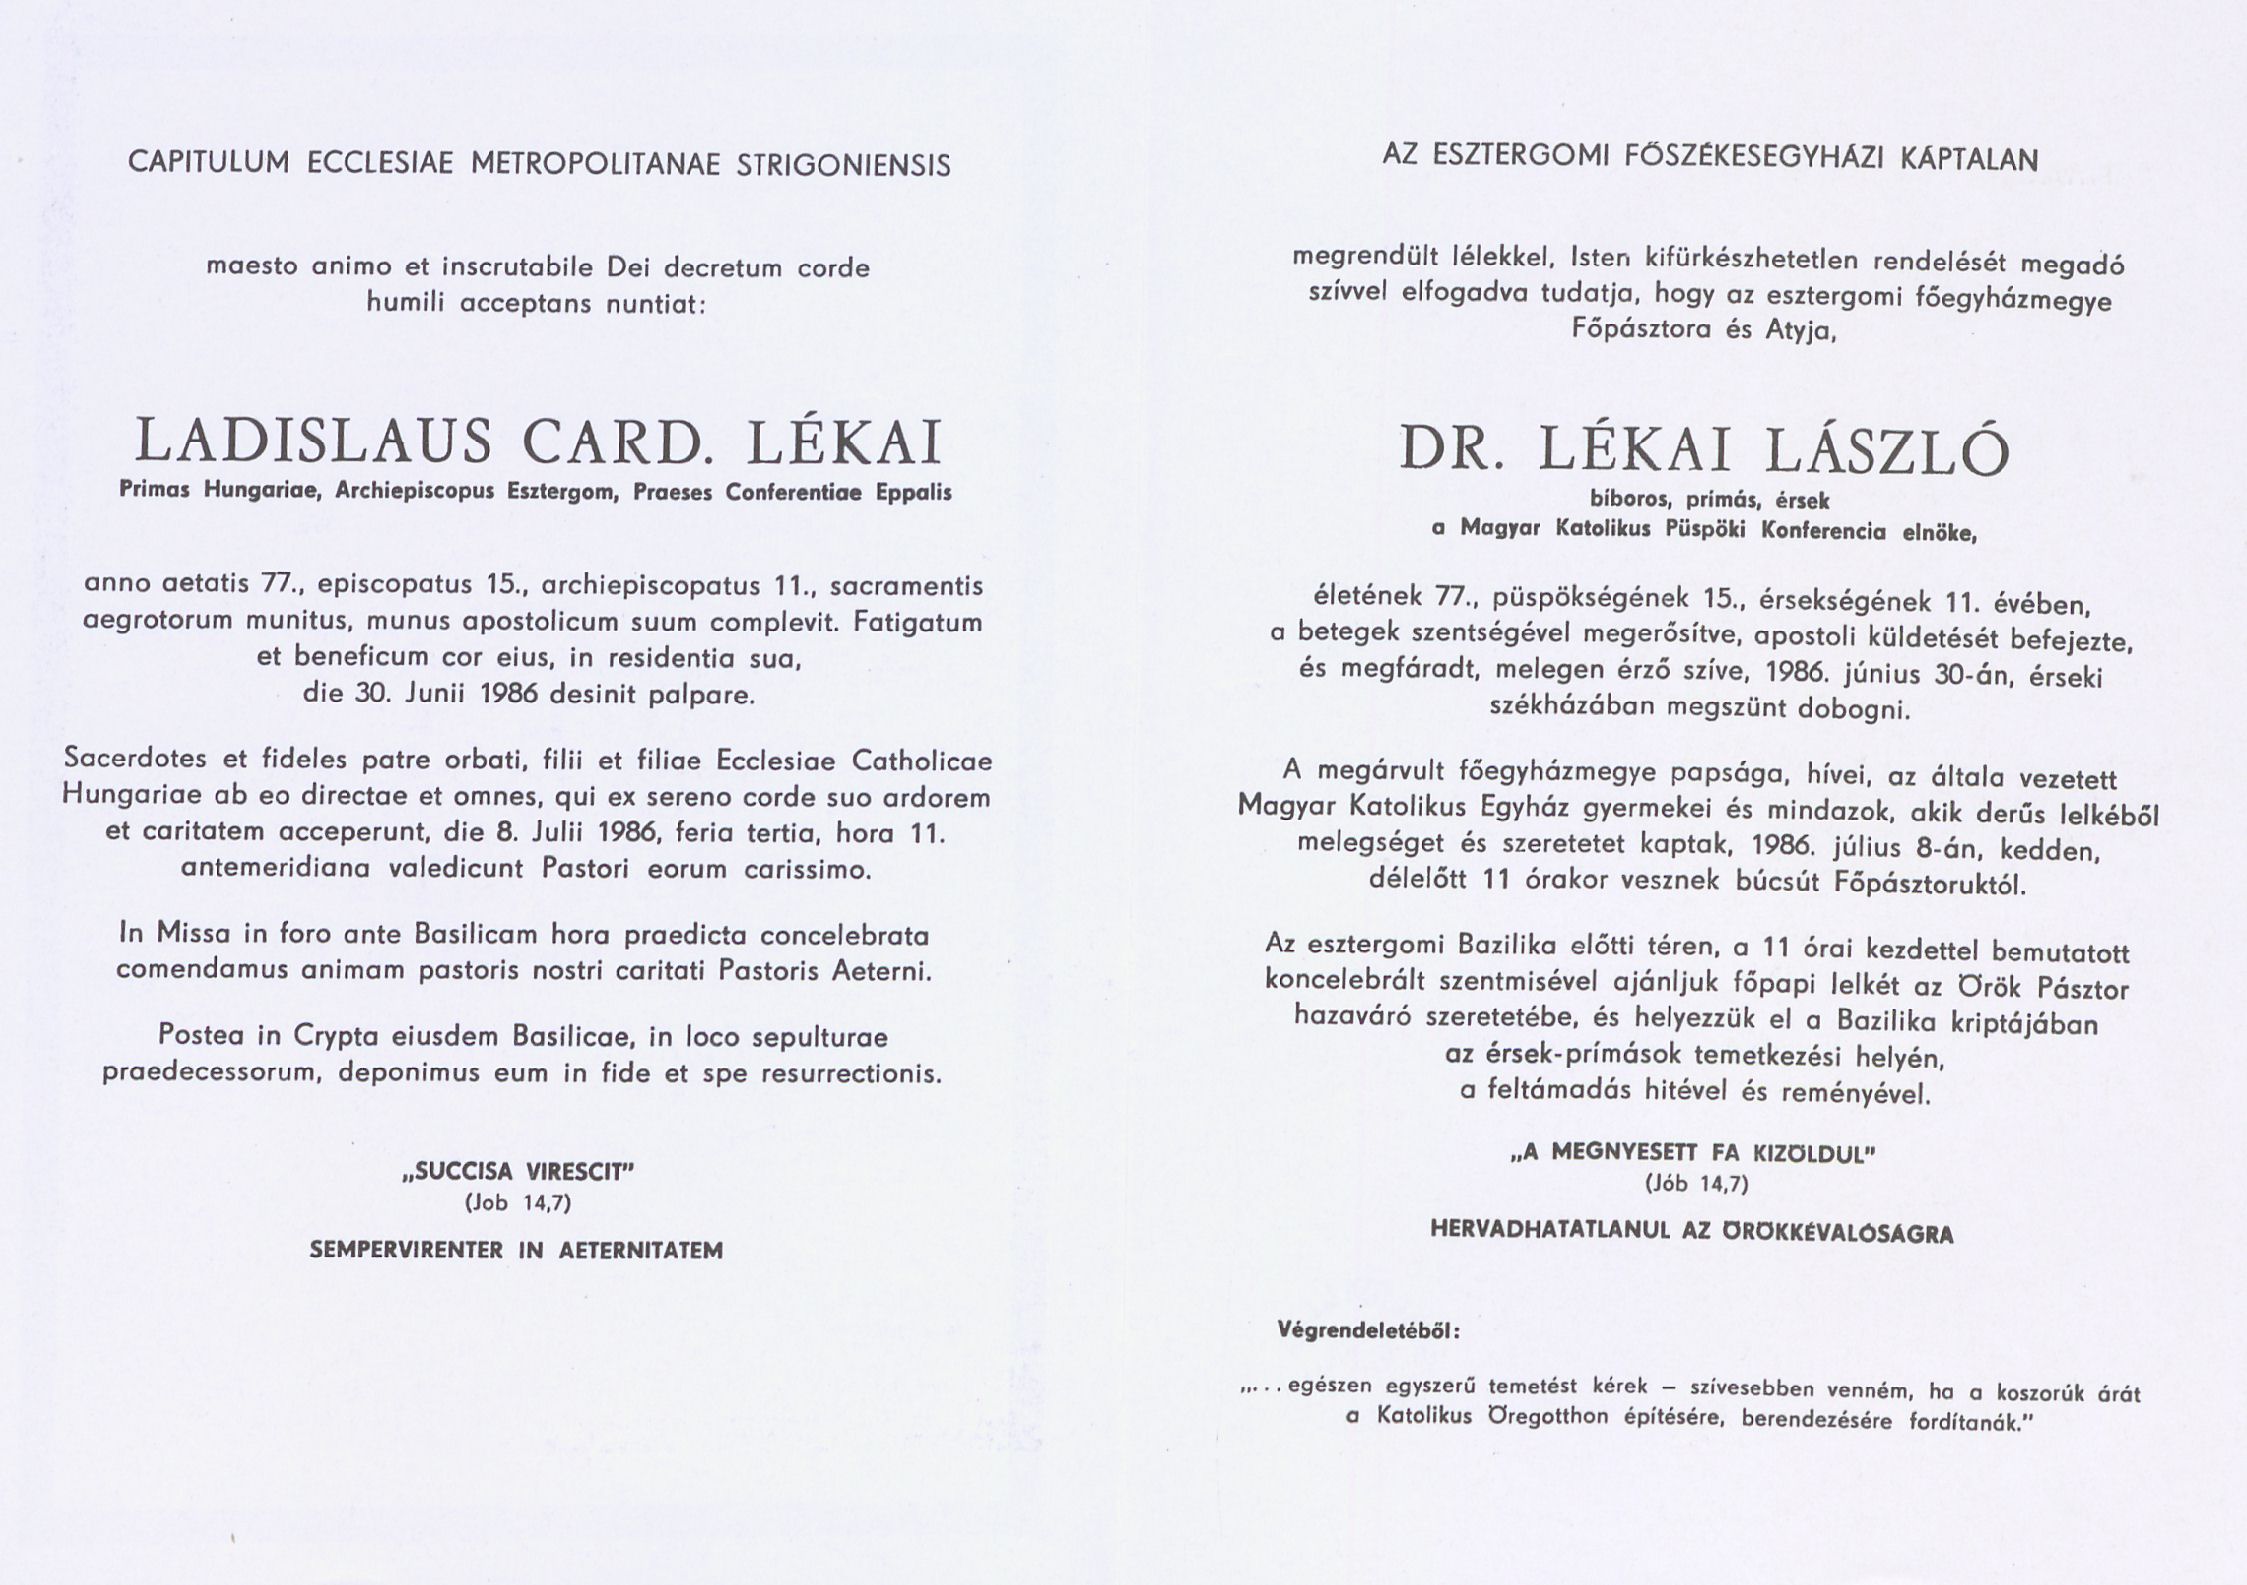 CAPITULUM ECCLESIAE METROPOLITANAE STRIGONIENSIS
maesto animo et inscrutabile Dei decretum corde
humili acceptans nuntiat:
LADISLAUS CARD. LÉKAI
Primas Hungariae, Archiepiscopus Esztergom, Praeses Conferentiae Eppalis
anno aetatis 77., episcopatus 15., archiepiscopatus 11., sacramentis
aegrotorum munitus, munus apostolicum suum complevit. Fatigatum
et beneficum cor eius, in residentia sua,
die 30. Junii 1986 desinit palpare.
Sacerdotes et fideles patre orbati, filii et filiae Ecclesiae Catholicae
Hungariae ab eo directae et omnes, qui ex sereno corde suo ardorem
et caritatem acceperunt, die 8. Julii 1986, feria tertia, hora 11.
antemeridiana valedicunt Pastori eorum carissimo.
In Missa in foro ante Basilicam hora praedicta concelebrata
comendamus animam pastoris nostri caritati Pastoris Aeterni.
Postea in Crypta eiusdem Basilicae, in loco sepulturae
praedecessorum, deponimus eum in fide et spe resurrectionis.
„SUCCISA VIRESCIT"
(Job 14,7)
SEMPERVIRENTER IN AETERNITATEM
AZ ESZTERGOMI FŐSZÉKESEGYHÁZI KÁPTALAN
megrendült lélekkel, Isten kifürkészhetetlen rendelését megadó
szívvel elfogadva tudatja, hogy az esztergomi főegyházmegye
Főpásztora és Atyja,
DR. LÉKAI LÁSZLÓ
bíboros, prímás, érsek
a Magyar Katolikus Püspöki Konferencia elnöke,
életének 77., püspökségének 15., érsekségének 11. évében,
a betegek szentségével megerősítve, apostoli küldetését befejezte,
és megfáradt, melegen érző szíve, 1986. június 30-án, érseki
székházában megszünt dobogni.
A megárvult főegyházmegye papsága, hívei, az általa vezetett
Magyar Katolikus Egyház gyermekei és mindazok, akik derűs lelkéből
melegséget és szeretetet kaptak, 1986. július 8-án, kedden,
délelőtt 11 órakor vesznek búcsút Főpásztoruktól.
Az esztergomi Bazilika előtti téren, a 11 órai kezdettel bemutatott
koncelebrált szentmisével ajánljuk főpapi lelkét az Örök Pásztor
hazaváró szeretetébe, és helyezzük el a Bazilika kriptájában
az érsek-prímások temetkezési helyén,
a feltámadás hitével és reményével.
„A MEGNYESETT FA KIZÖLDUL"
(Jób 14,7)
HERVADHATATLANUL AZ ÖRÖKKÉVALÓSÁGRA
Végrendeletéből:
„... egészen egyszerű temetést kérek – szívesebben venném, ha a koszorúk árát
a Katolikus Öregotthon építésére, berendezésére fordítanák."